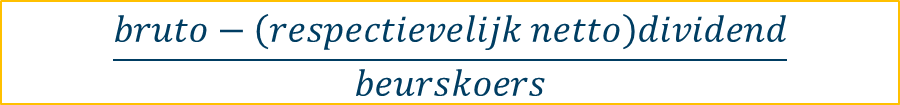 bruto − (respectievelijk netto)dividend
beurskoers